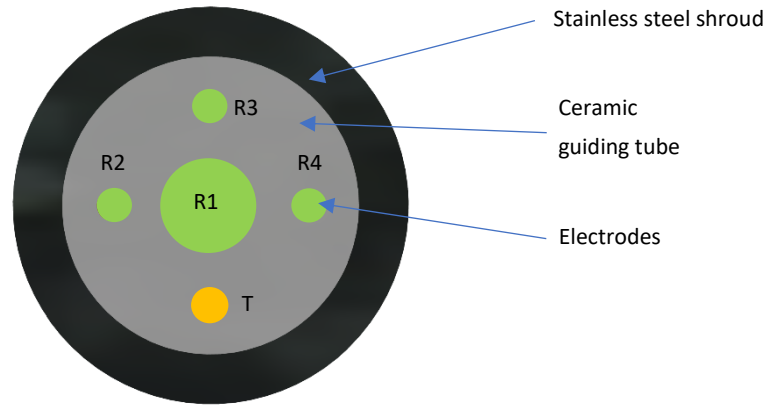 Stainless steel shroud
R3
Ceramic
guiding tube
R2
R4
R1
Electrodes
T